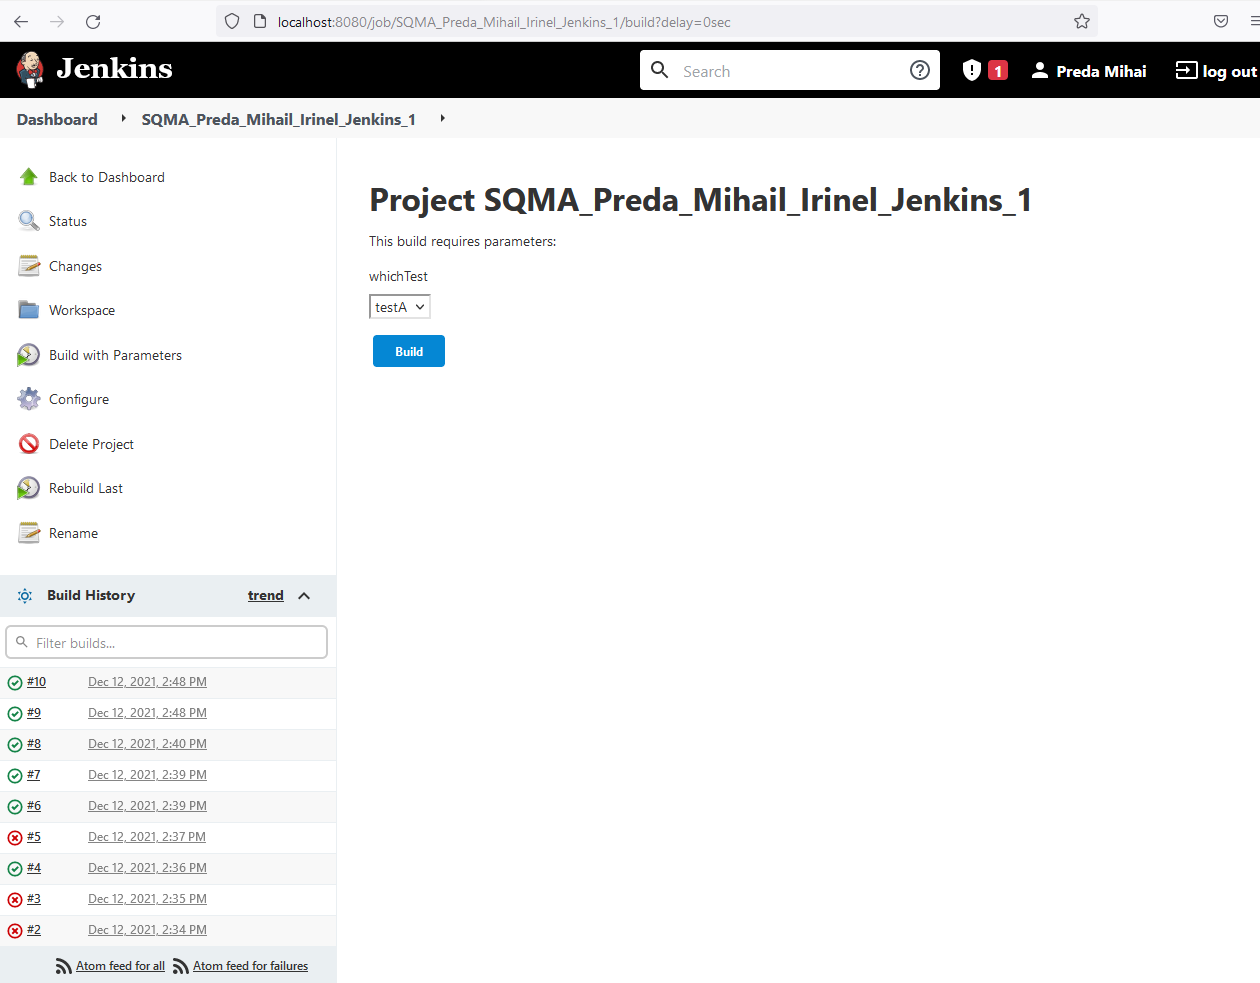 localhost:8080/job/SQMA_Preda_Mihail_Irinel_Jenkins_1/build?delay=0sec
Jenkins
Search
1
Preda Mihai
log out
Dashboard
SQMA_Preda_Mihail_Irinel_Jenkins_1
Back to Dashboard
Status
Changes
Workspace
Build with Parameters
Configure
Delete Project
Rebuild Last
Rename
Project SQMA_Preda_Mihail_Irinel_Jenkins_1
This build requires parameters:
whichTest
testA
Build
Build History trend
Filter builds...
#10 Dec 12, 2021, 2:48 PM
#9 Dec 12, 2021, 2:48 PM
#8 Dec 12, 2021, 2:40 PM
#7 Dec 12, 2021, 2:39 PM
#6 Dec 12, 2021, 2:39 PM
#5 Dec 12, 2021, 2:37 PM
#4 Dec 12, 2021, 2:36 PM
#3 Dec 12, 2021, 2:35 PM
#2 Dec 12, 2021, 2:34 PM
Atom feed for all Atom feed for failures